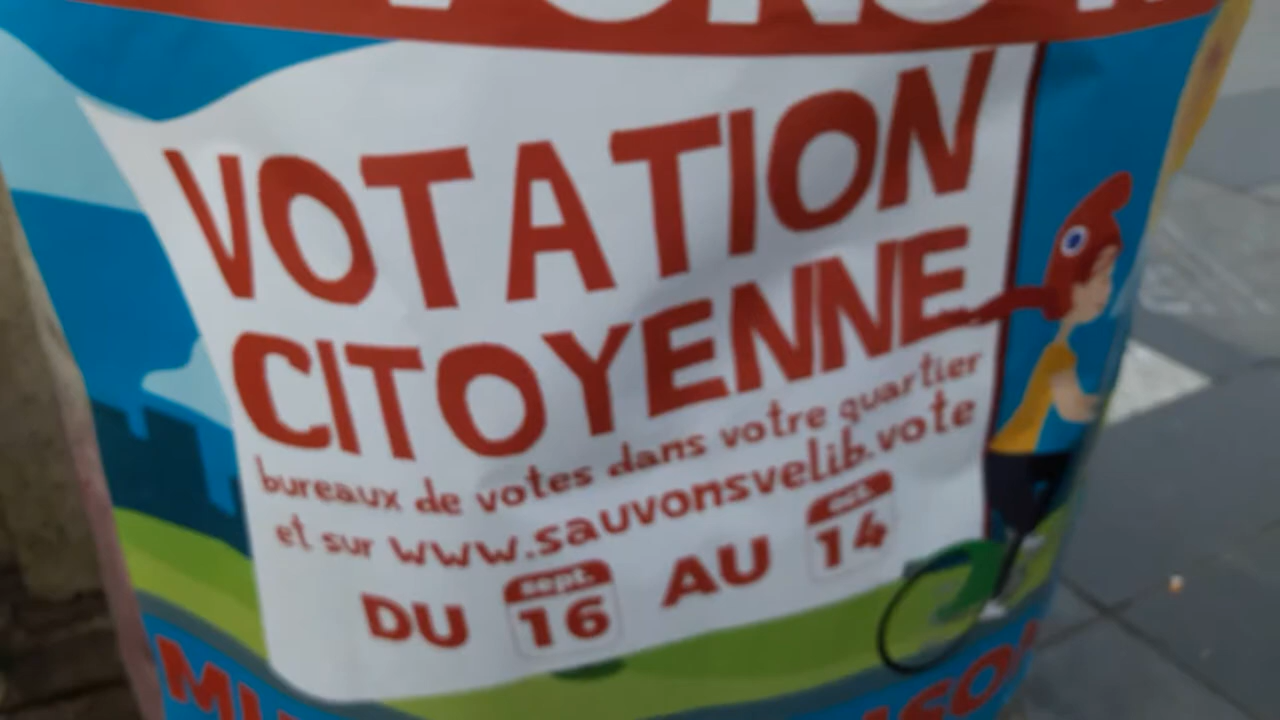 VOTATION
CITOYENNE
bureaux de votes dans votre quartier
et sur www.sauvonsvelib.vote
DU sept. 16 AU oct. 14